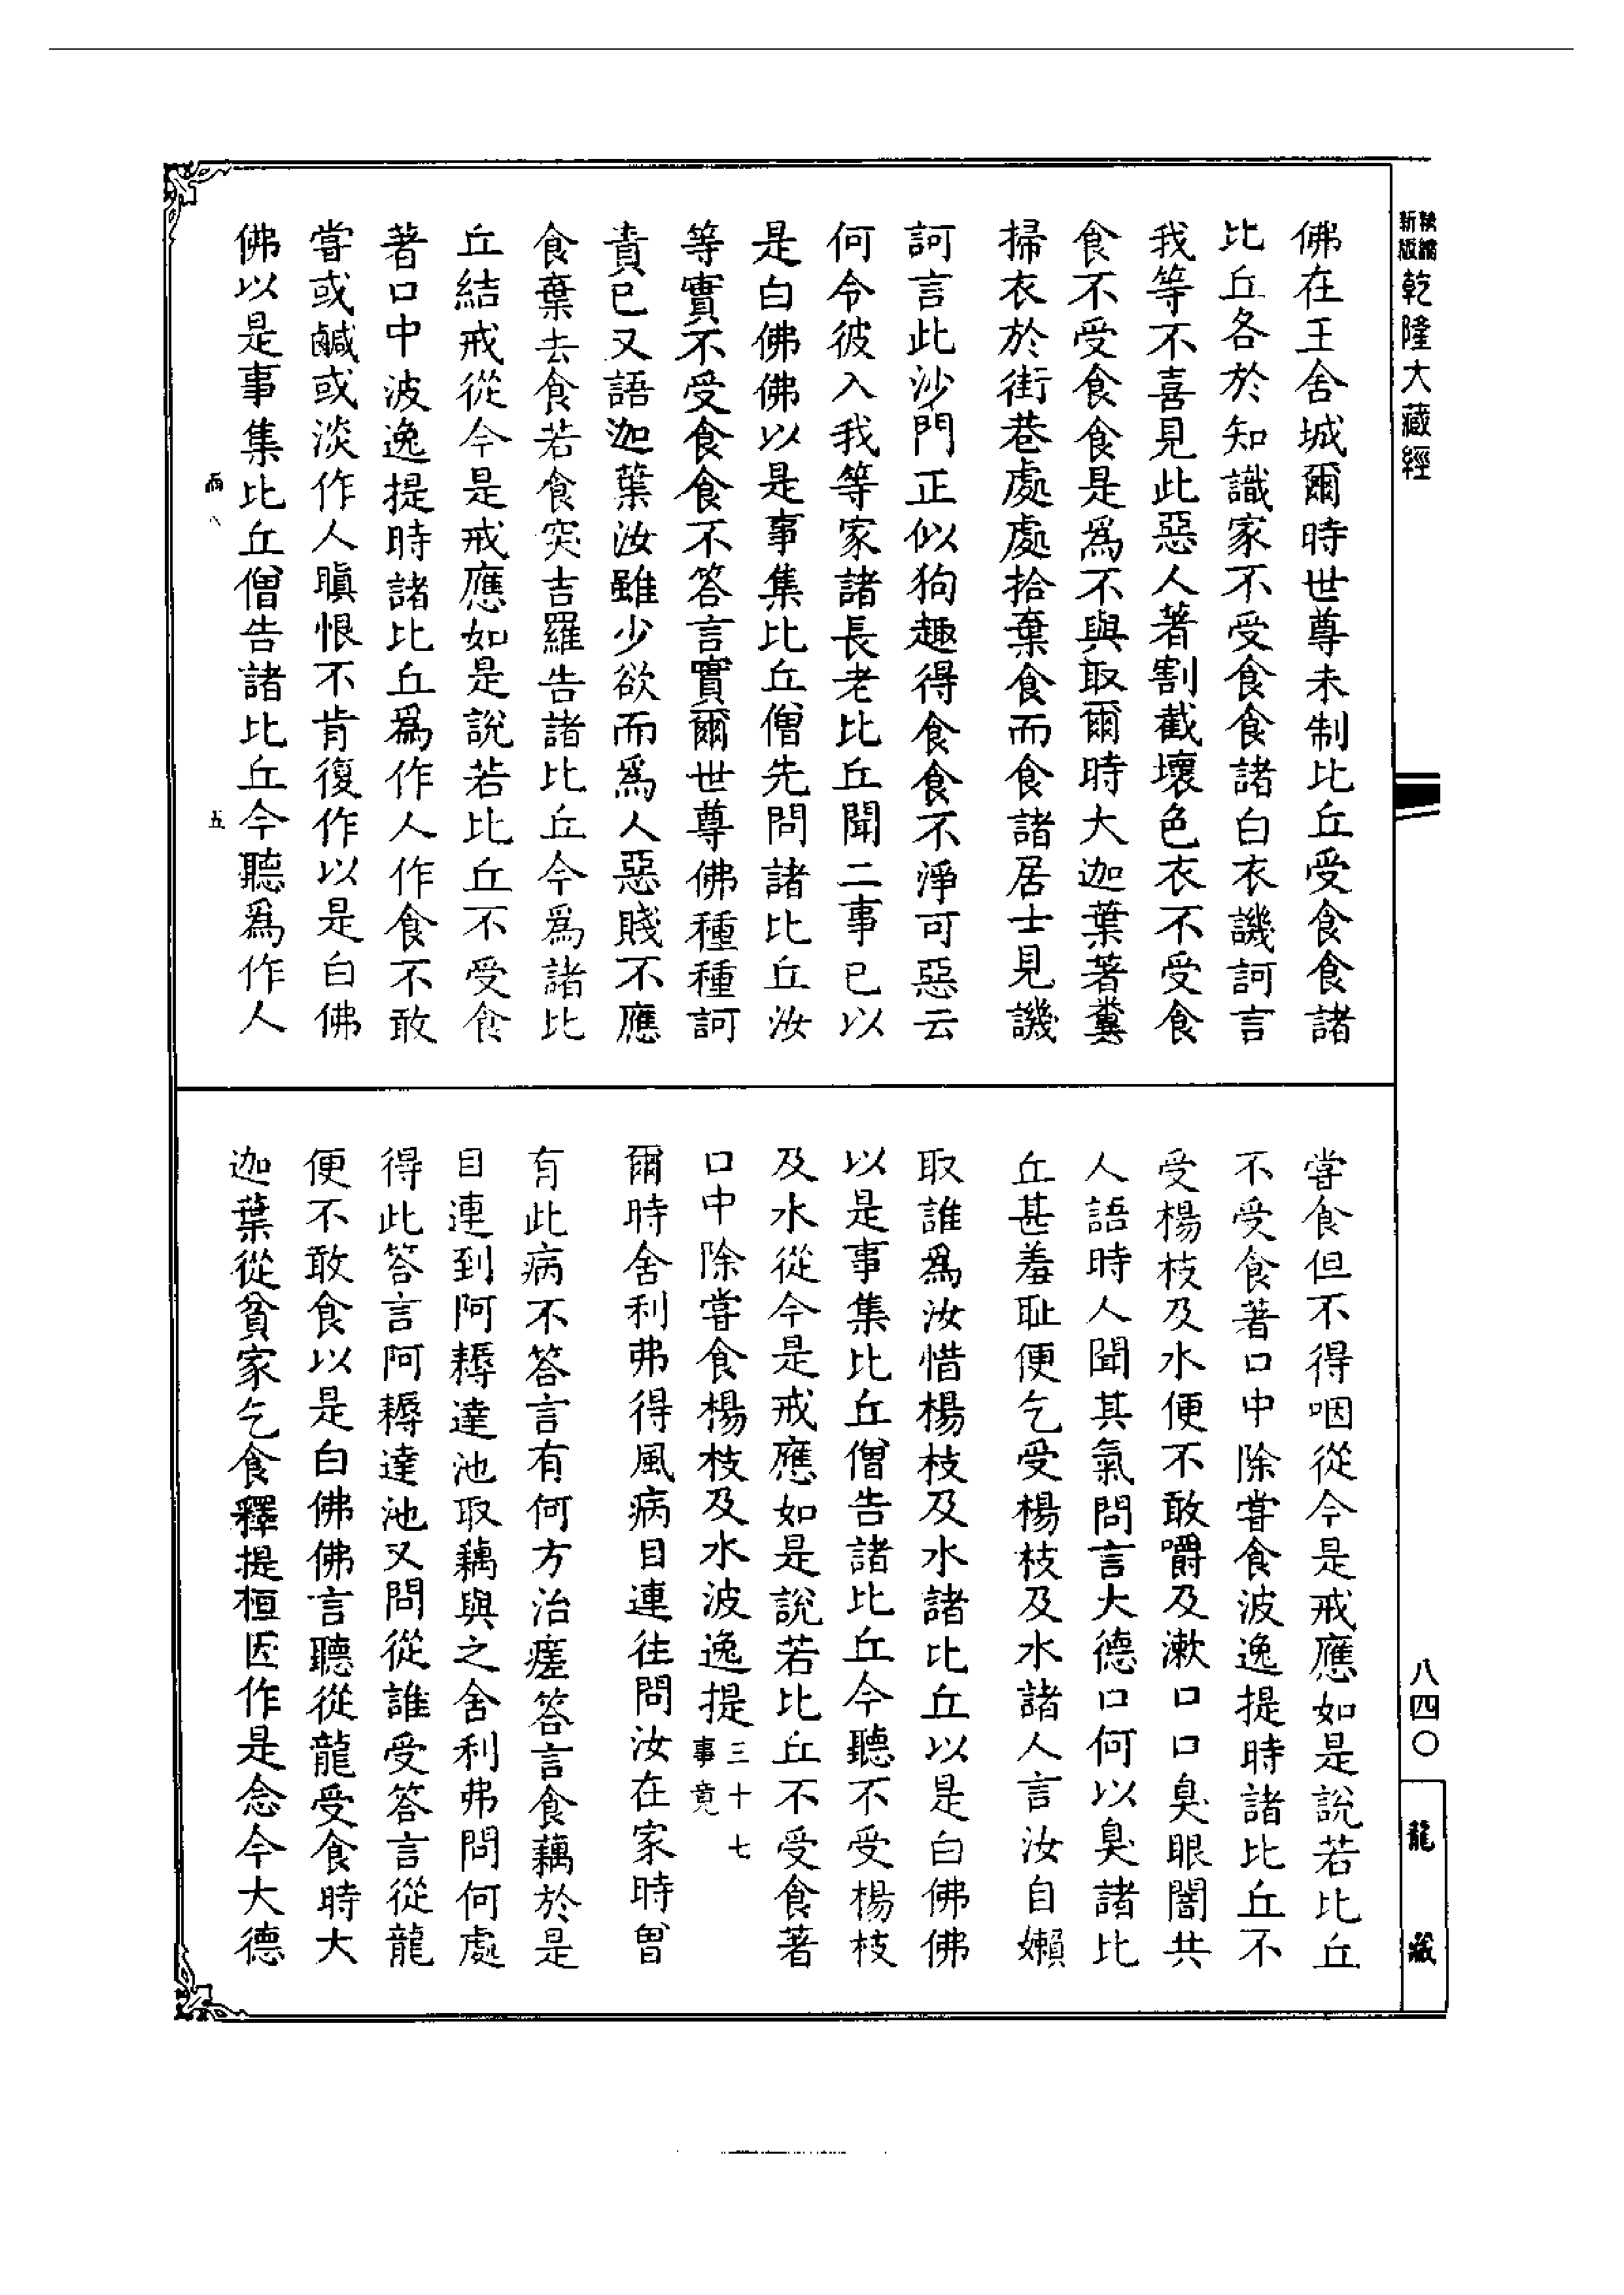 新編
新版
乾隆大藏經
佛在王舍城爾時世尊未制比丘受食食諸
比丘各於知識家不受食食諸白衣譏訶言
我等不喜見此惡人著割截壞色衣不受食
食不受食食是為不與取爾時大迦葉著糞
掃衣於街巷處處拾棄食而食諸居士見譏
訶言此沙門正似狗趣得食食不淨可惡云
何令彼入我等家諸長老比丘聞二事已以
是白佛佛以是事集比丘僧先問諸比丘汝
等實不受食食不答言實爾世尊佛種種訶
責已又語迦葉汝雖少欲而為人惡賤不應
食棄去食若食突吉羅告諸比丘今為諸比
丘結戒從今是戒應如是說若比丘不受食
著口中波逸提時諸比丘為作人作食不敢
嘗或鹹或淡作人瞋恨不肯復作以是白佛
佛以是事集比丘僧告諸比丘今聽為作人
雨八 五
嘗食但不得咽從今是戒應如是說若比丘
不受食著口中除嘗食波逸提時諸比丘不
受楊枝及水便不敢嚼及漱口口臭眼闇共
人語時人聞其氣問言大德口何以臭諸比
丘甚羞恥便乞受楊枝及水諸人言汝自嬾
取誰為汝惜楊枝及水諸比丘以是白佛佛
以是事集比丘僧告諸比丘今聽不受楊枝
及水從今是戒應如是說若比丘不受食著
口中除嘗食楊枝及水波逸提三十七事竟
爾時舍利弗得風病目連往問汝在家時曾
有此病不答言有何方治瘥答言食藕於是
目連到阿耨達池取藕與之舍利弗問何處
得此答言阿耨達池又問從誰受答言從龍
便不敢食以是白佛佛言聽從龍受食時大
迦葉從貧家乞食釋提桓因作是念今大德
八四〇
龍藏